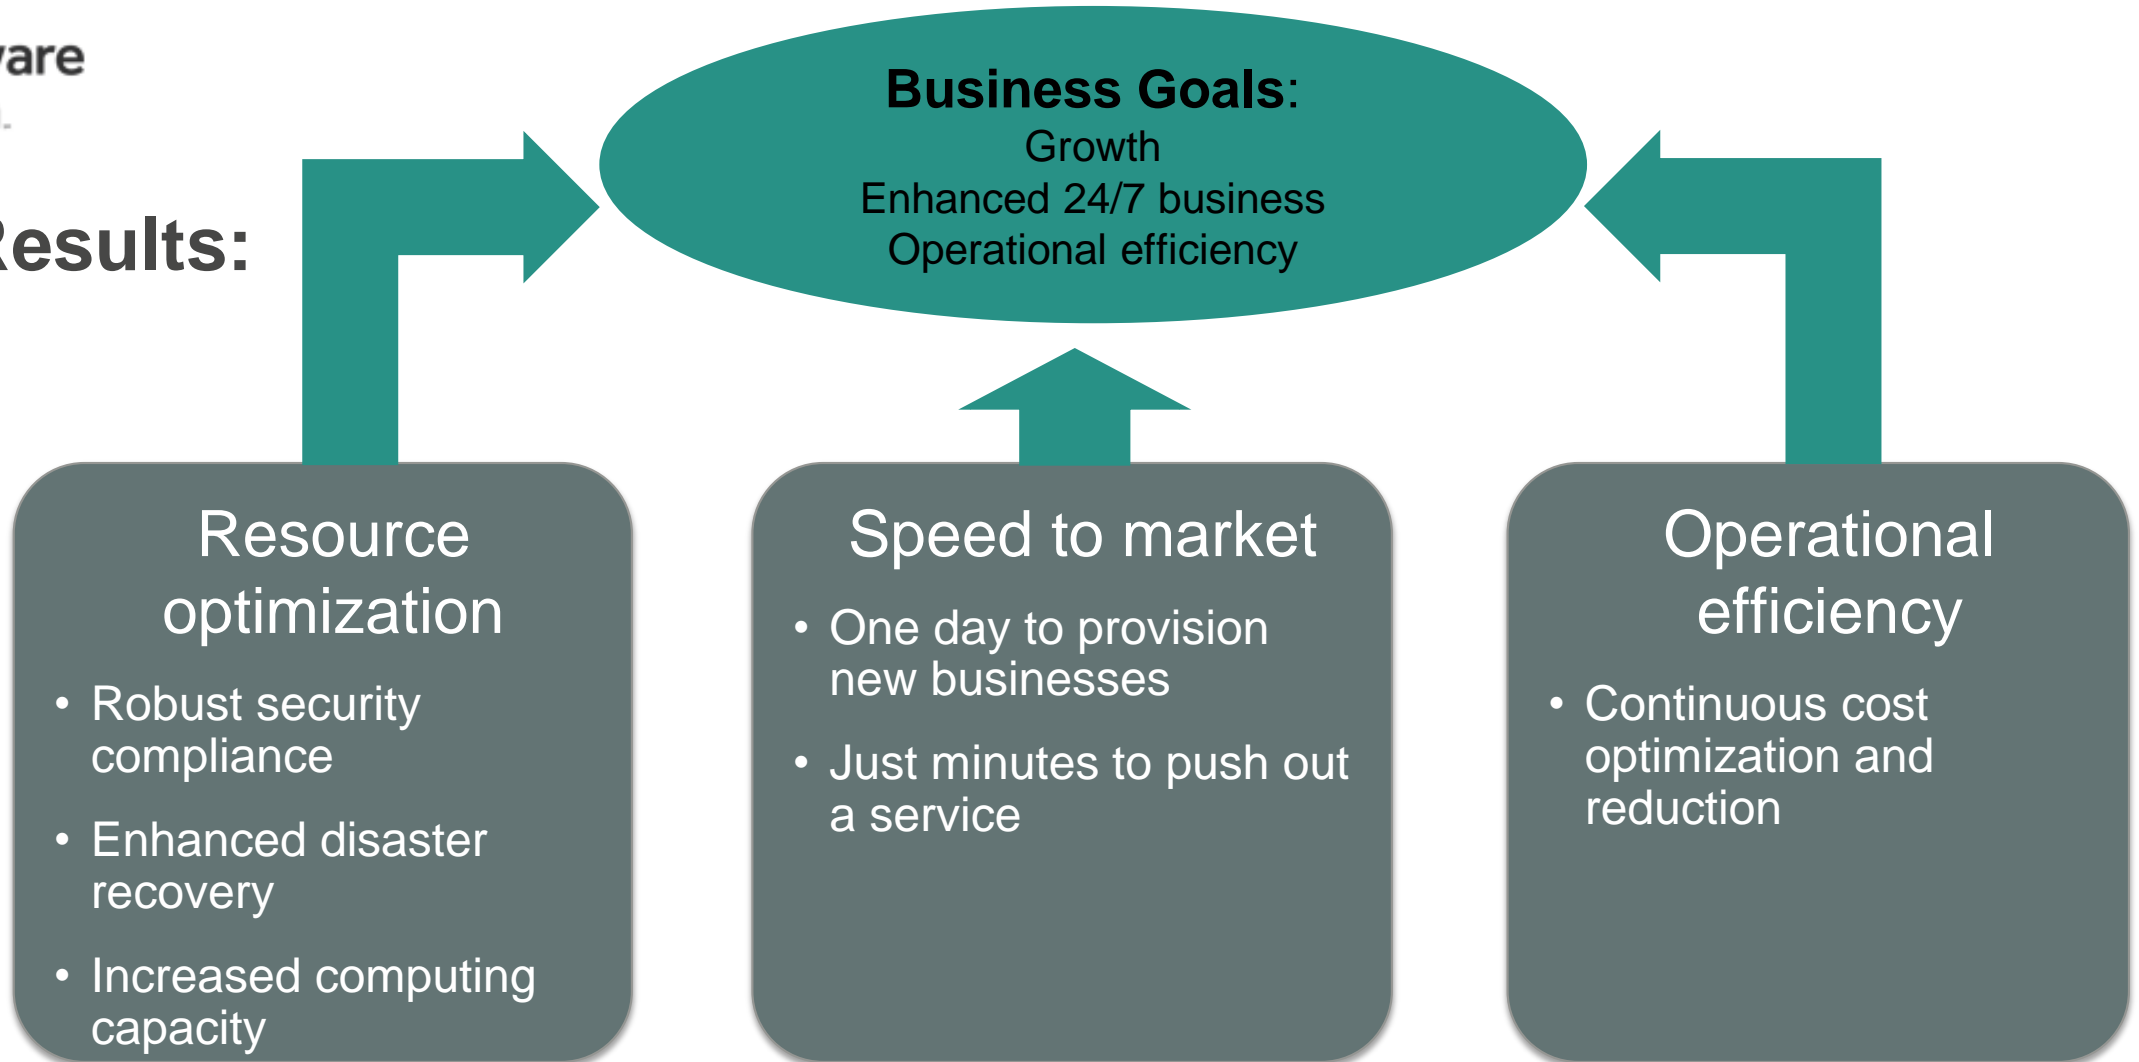 Business Goals:
Growth
Enhanced 24/7 business
Operational efficiency
Results:
Resource
optimization
• Robust security
compliance
• Enhanced disaster
recovery
• Increased computing
capacity
Speed to market
• One day to provision
new businesses
• Just minutes to push out
a service
Operational
efficiency
• Continuous cost
optimization and
reduction